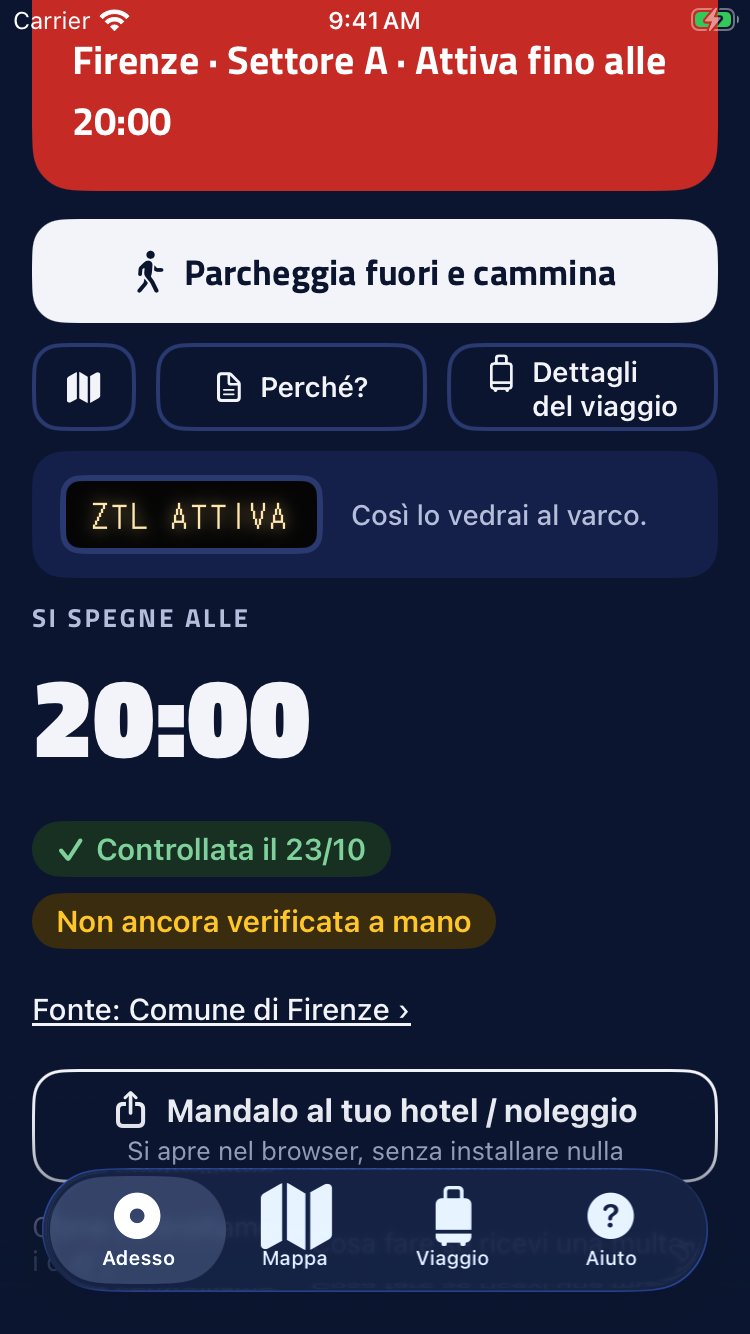 Carrier 9:41 AM
Firenze · Settore A · Attiva fino alle
20:00
Parcheggia fuori e cammina
Perché?
Dettagli
del viaggio
ZTL ATTIVA
Così lo vedrai al varco.
SI SPEGNE ALLE
20:00
Controllata il 23/10
Non ancora verificata a mano
Fonte: Comune di Firenze ›
Mandalo al tuo hotel / noleggio
Si apre nel browser, senza installare nulla
Adesso
Mappa
Viaggio
Aiuto